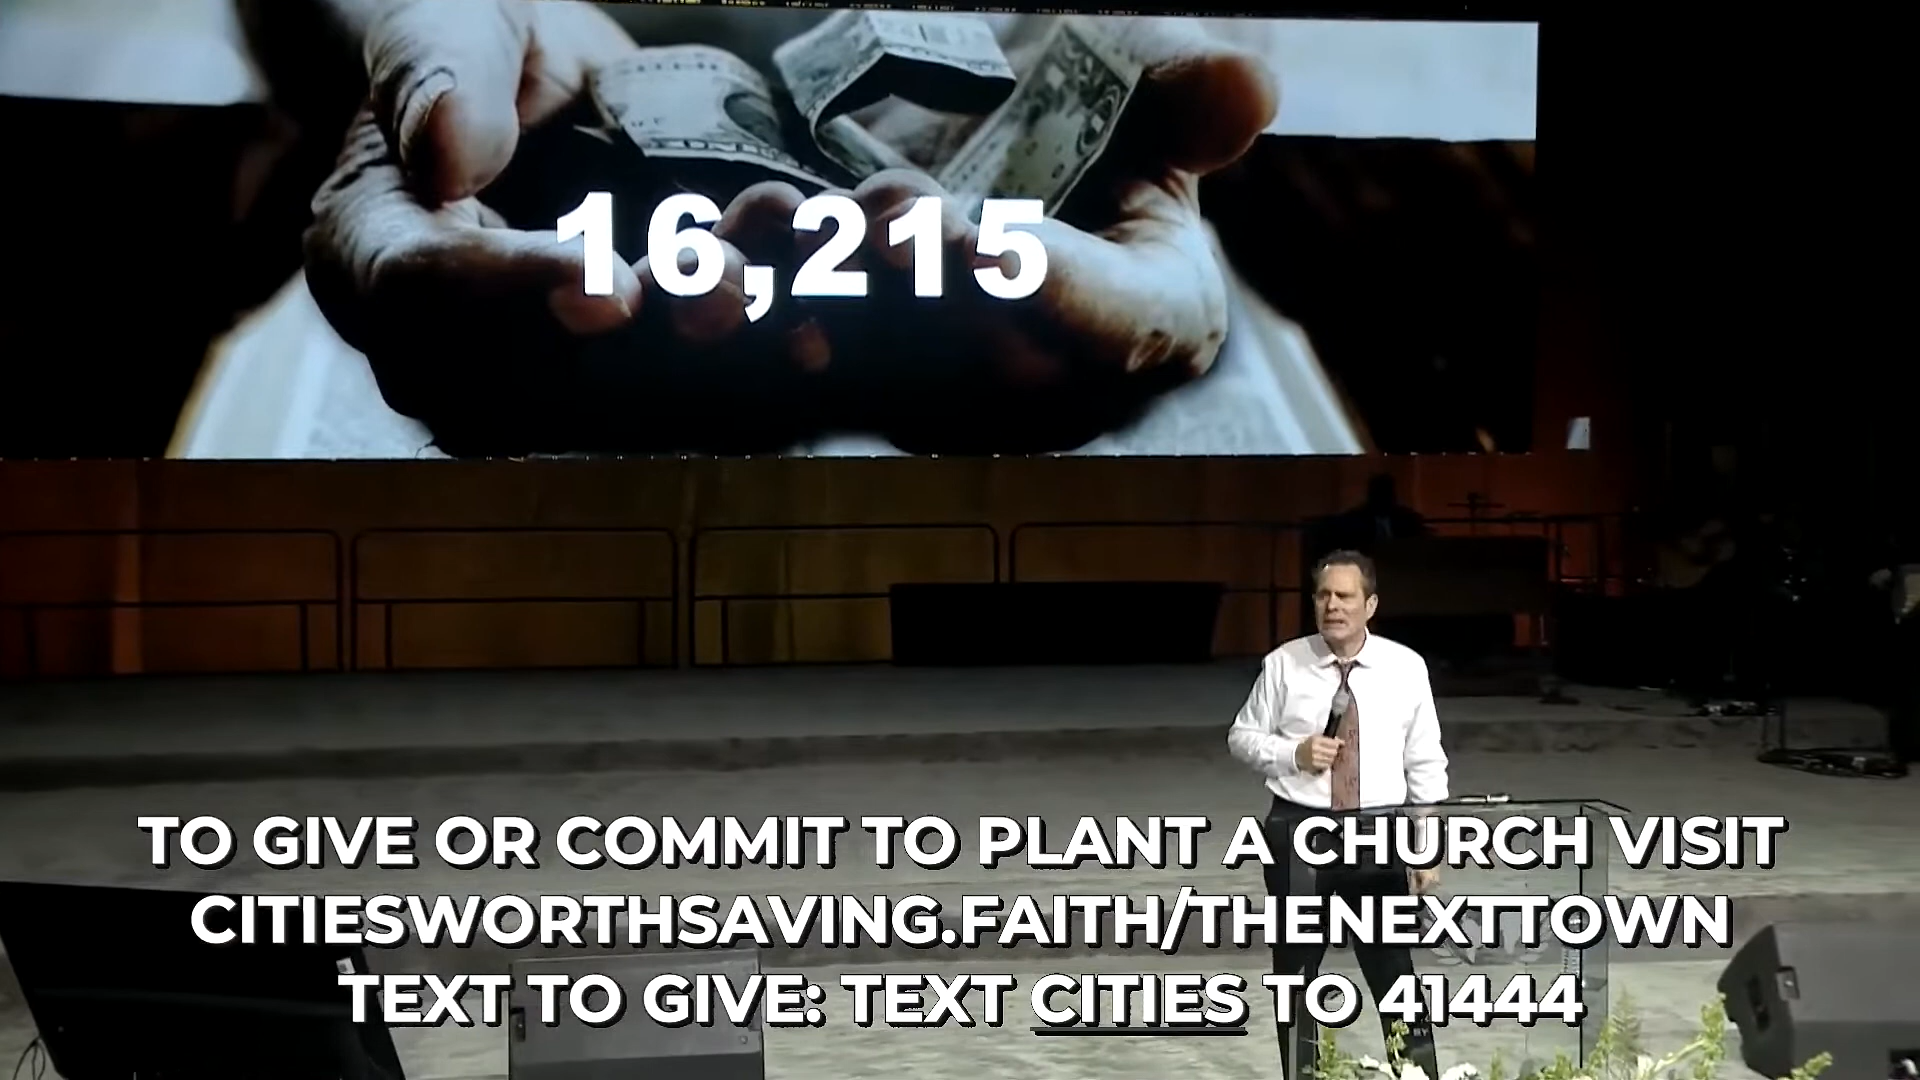 16,215
TO GIVE OR COMMIT TO PLANT A CHURCH VISIT
CITIESWORTHSAVING.FAITH/THENEXTTOWN
TEXT TO GIVE: TEXT CITIES TO 41444